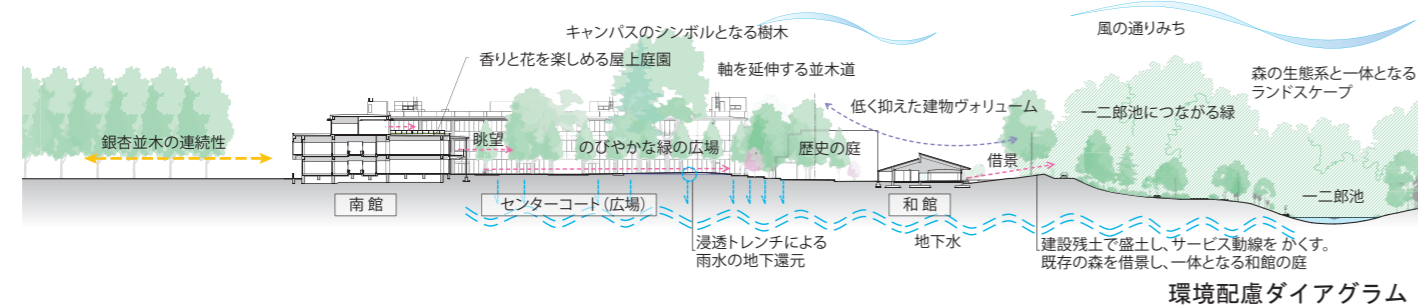 キャンパスのシンボルとなる樹木
風の通りみち
香りと花を楽しめる屋上庭園
軸を延伸する並木道
森の生態系と一体となる
ランドスケープ
低く抑えた建物ヴォリューム
一二郎池につながる緑
銀杏並木の連続性
眺望
のびやかな緑の広場
歴史の庭
借景
一二郎池
南館
センターコート(広場)
和館
浸透トレンチによる
雨水の地下還元
地下水
建設残土で盛土し、サービス動線を かくす。
既存の森を借景し、一体となる和館の庭
環境配慮ダイアグラム